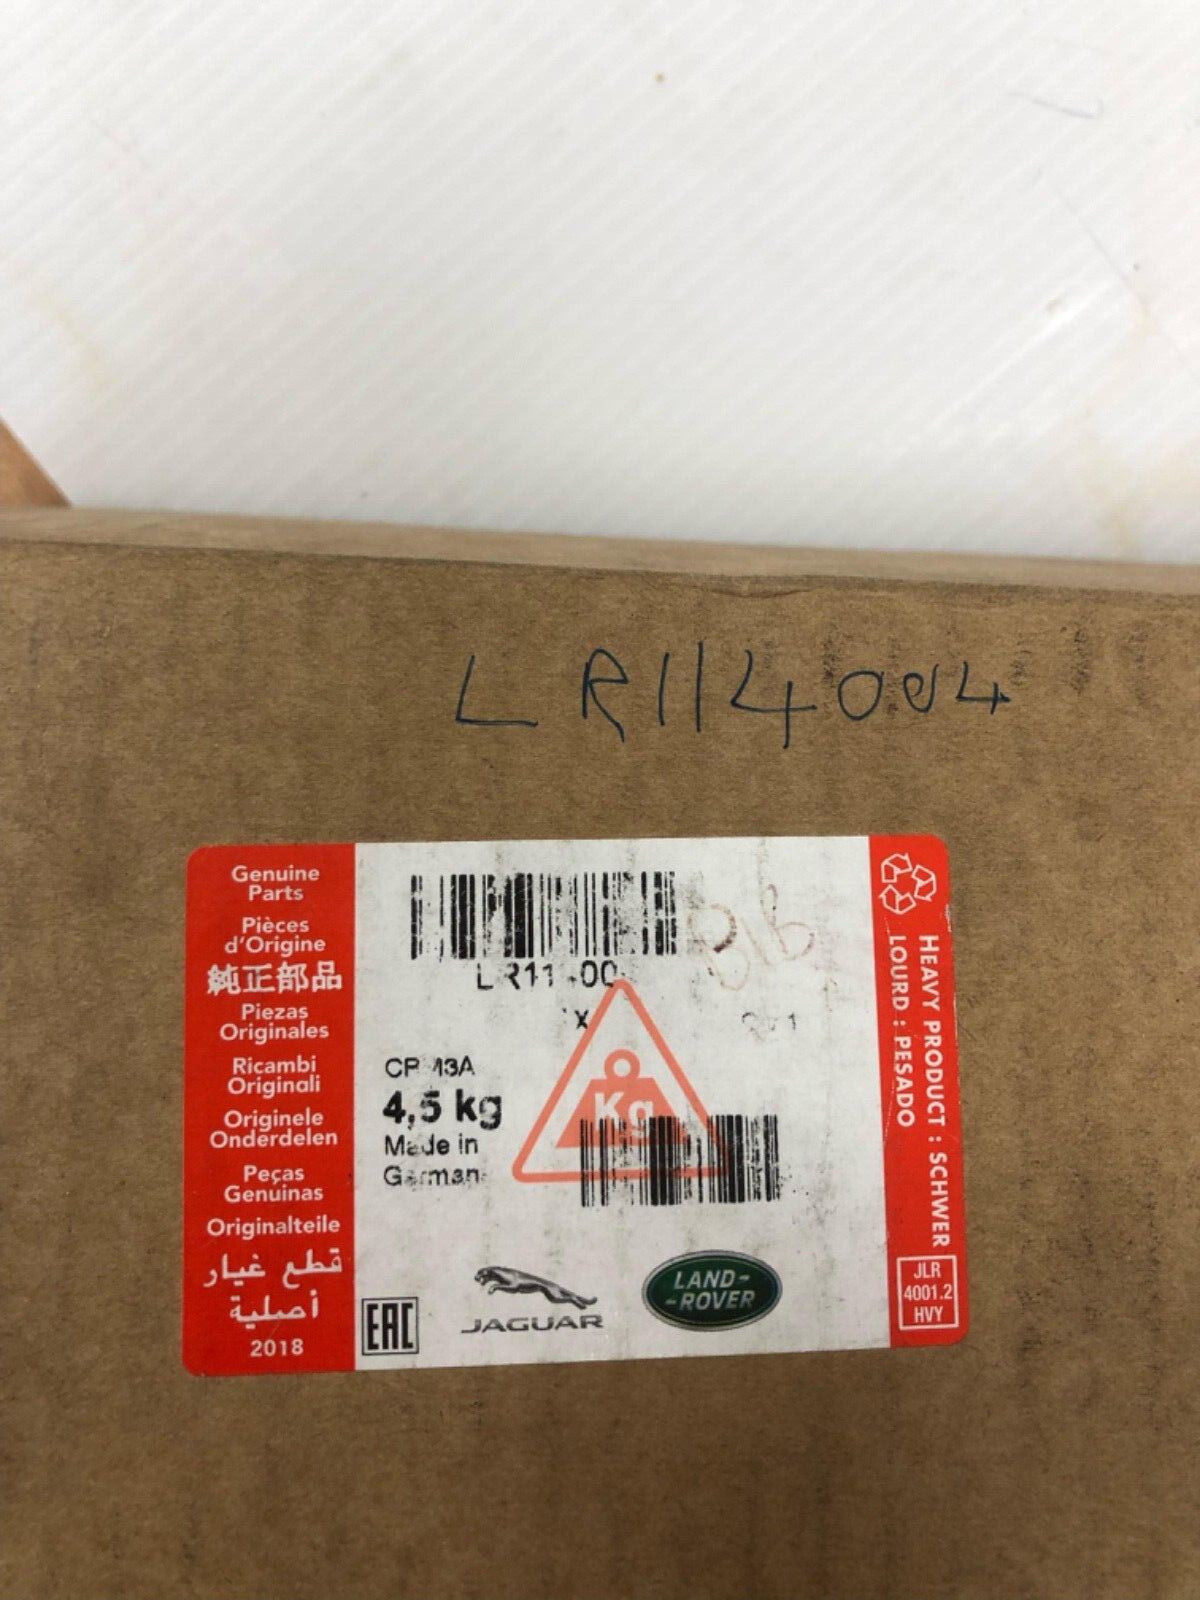 LR114004
Genuine
Parts
Pièces
d'Origine
純正部品
Piezas
Originales
Ricambi
Originali
Originele
Onderdelen
Peças
Genuinas
Originalteile
قطع غيار
أصلية
2018
4,5 kg
Made in
Kg
EAC
JAGUAR
LAND-
-ROVER
HEAVY PRODUCT : SCHWER
LOURD : PESADO
JLR
4001.2
HVY